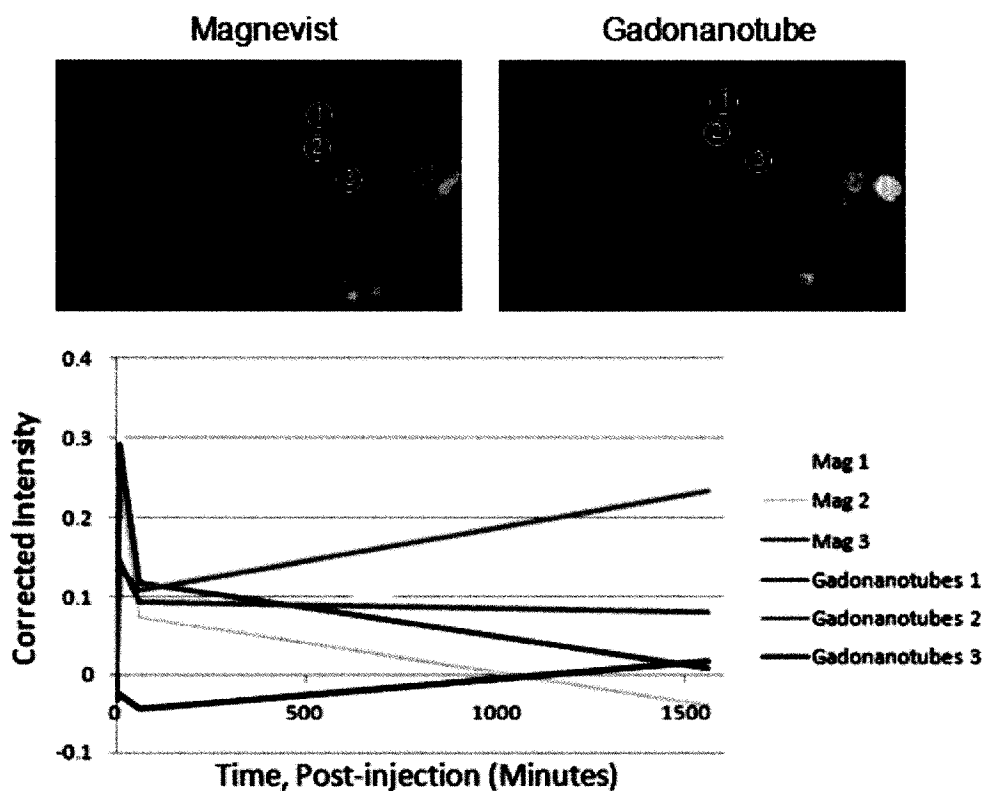 Magnevist Gadonanotube
1 1
2 2
3 3
0.4
0.3
0.2
0.1
0
-0.1
Corrected Intensity
0 500 1000 1500
Time, Post-injection (Minutes)
Mag 1
Mag 2
Mag 3
Gadonanotubes 1
Gadonanotubes 2
Gadonanotubes 3